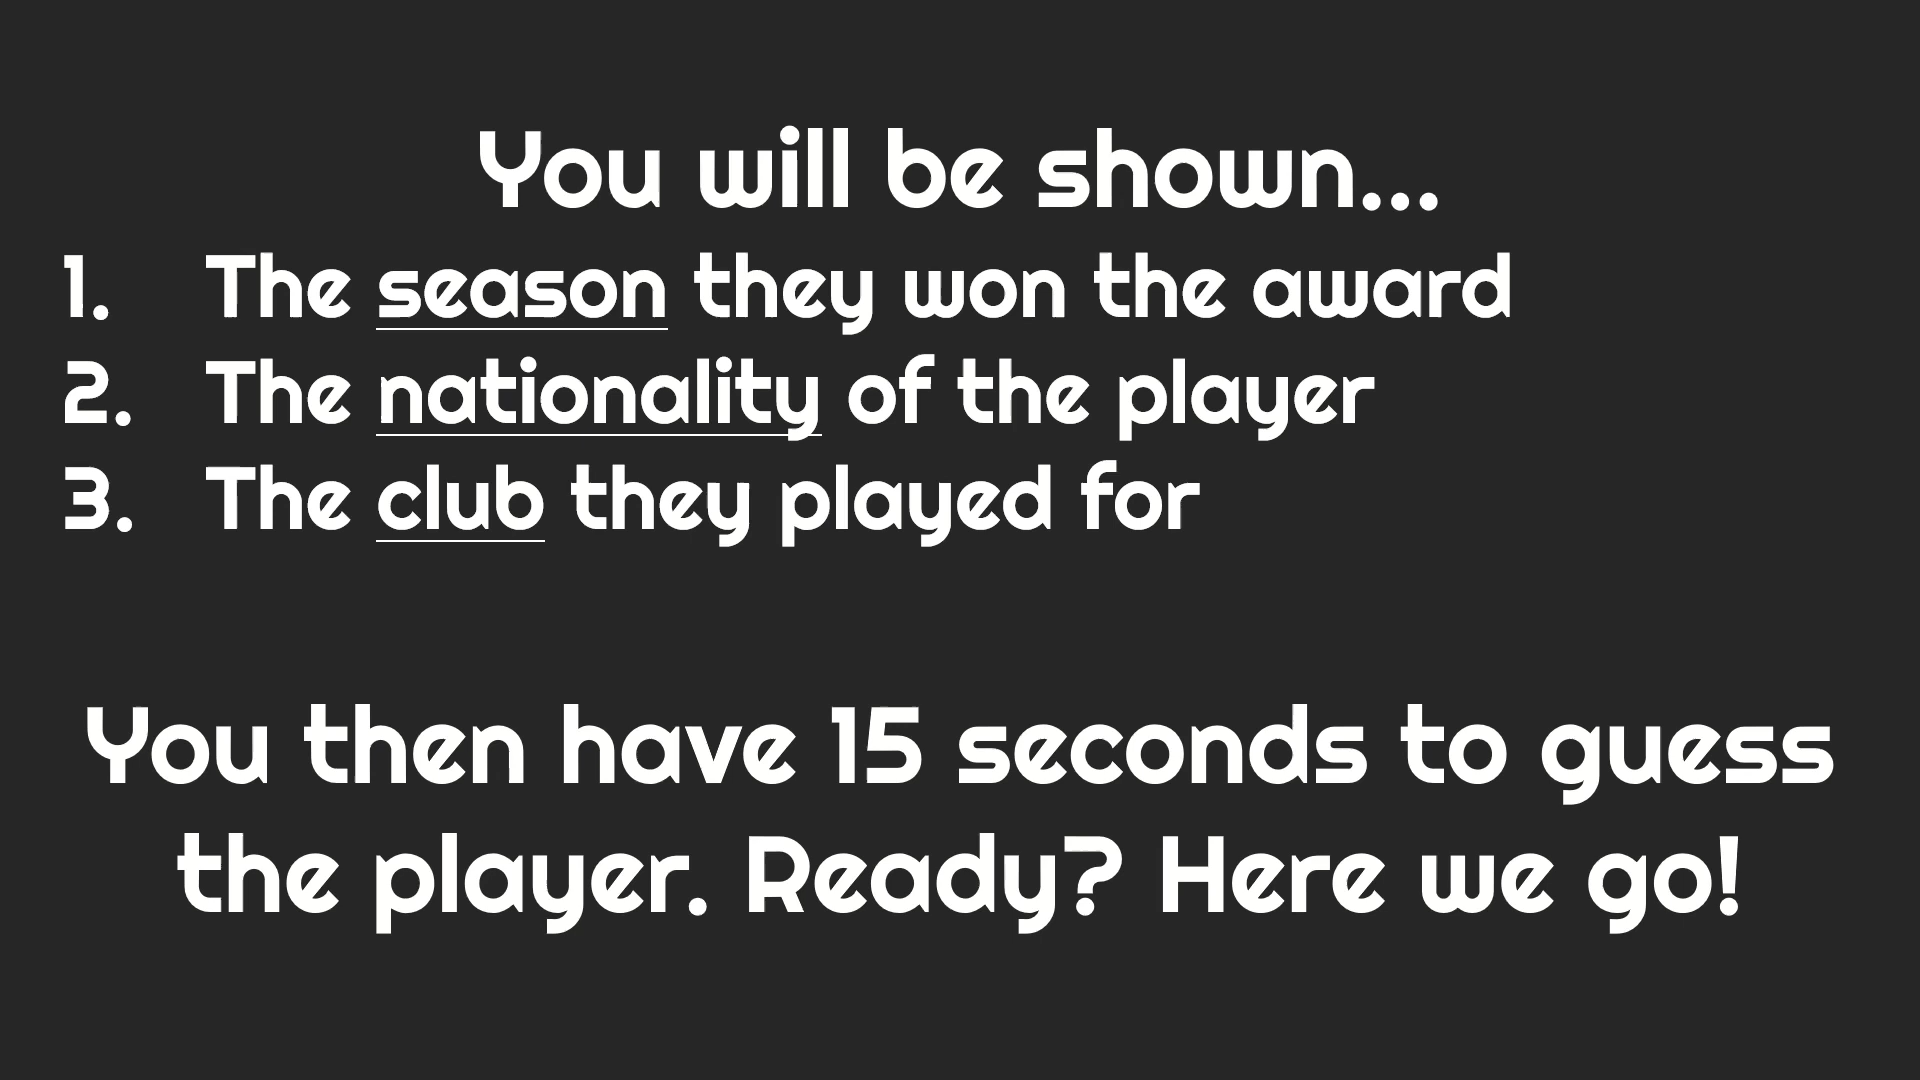 You will be shown...
1. The season they won the award
2. The nationality of the player
3. The club they played for
You then have 15 seconds to guess
the player. Ready? Here we go!